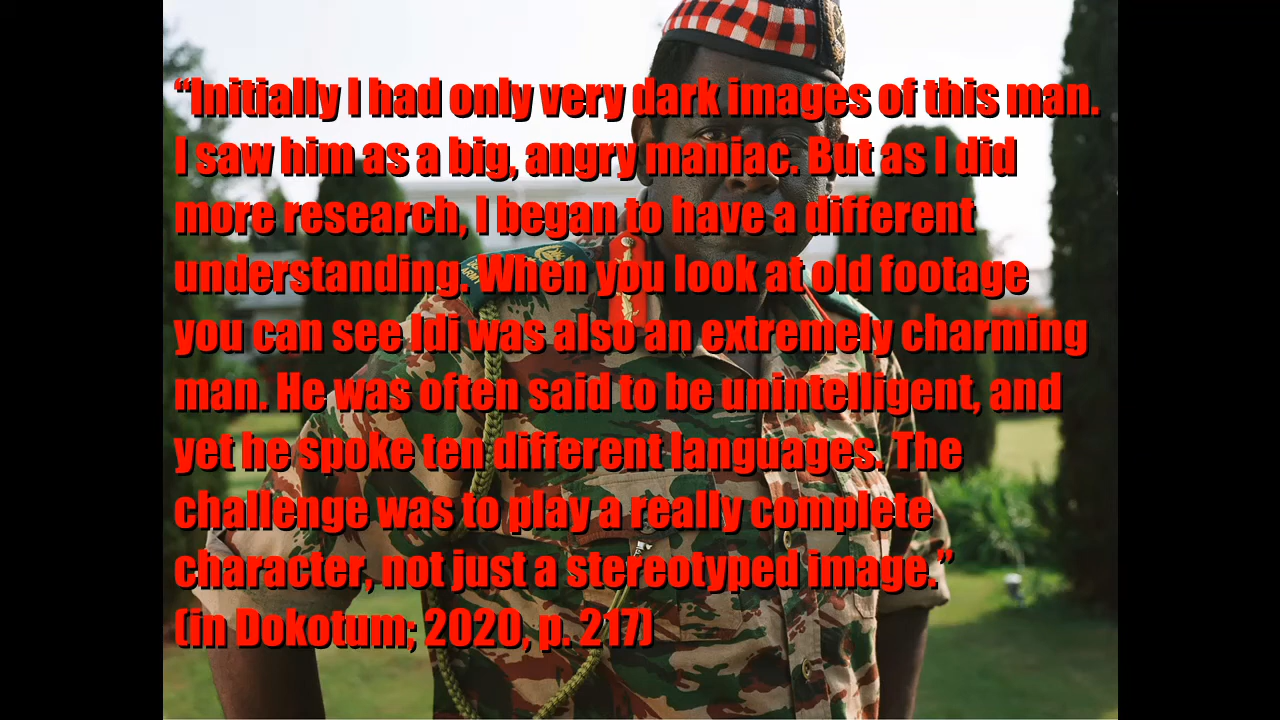 “Initially I had only very dark images of this man.
I saw him as a big, angry maniac. But as I did
more research, I began to have a different
understanding. When you look at old footage
you can see Idi was also an extremely charming
man. He was often said to be unintelligent, and
yet he spoke ten different languages. The
challenge was to play a really complete
character, not just a stereotyped image.”
(in Dokotum; 2020, p. 217)